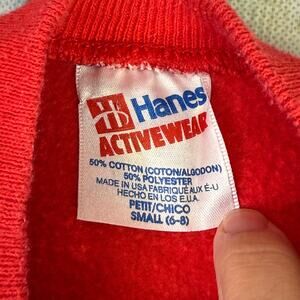 Hanes
ACTIVEWEAR
50% COTTON (COTON/ALGODON)
50% POLYESTER
MADE IN USA FABRIQUÉ AUX É-U
HECHO EN LOS E.U.A.
PETIT/CHICO
SMALL (6-8)